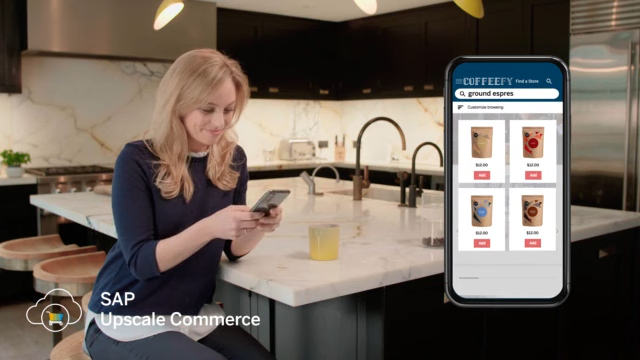 COFFEEFY Find a Store
ground espres
Customize browsing
$12.00 $12.00
Add Add
$12.00 $12.00
Add Add
SAP
Upscale Commerce